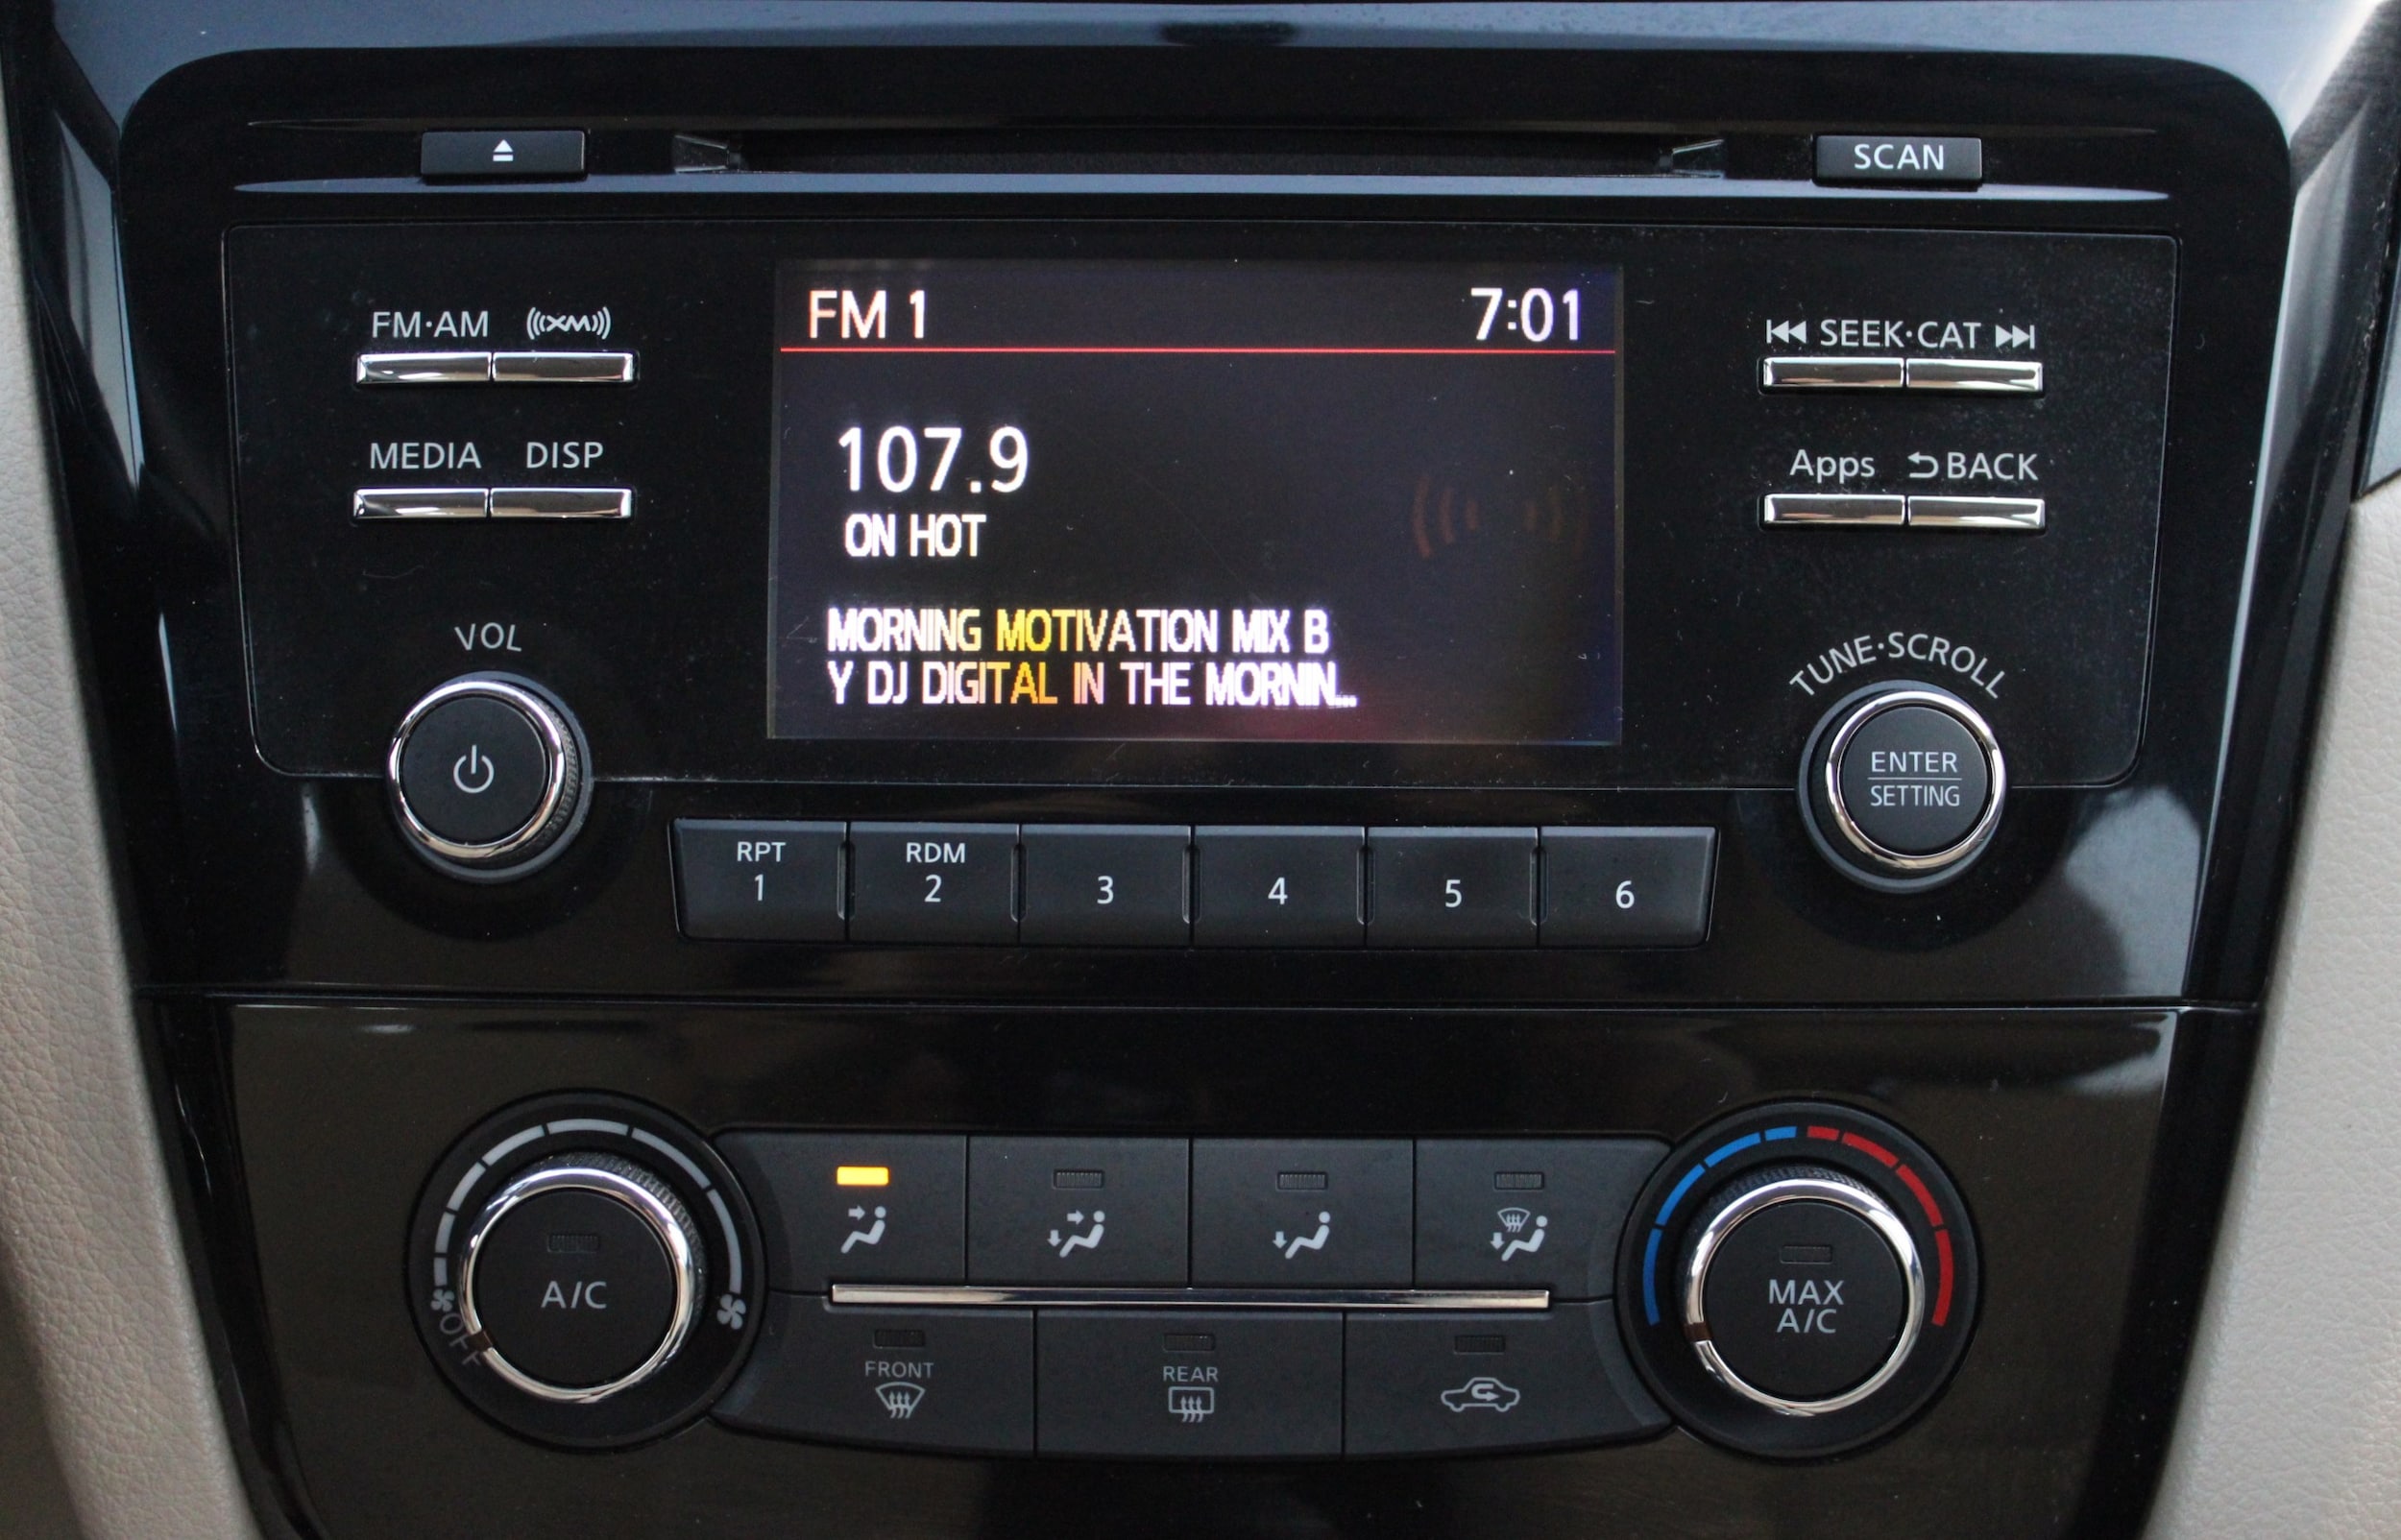 SCAN
FM 1 7:01
FM·AM XM
SEEK·CAT
107.9
ON HOT
MEDIA DISP
Apps BACK
MORNING MOTIVATION MIX B
Y DJ DIGITAL IN THE MORNIN...
VOL
TUNE·SCROLL
ENTER
SETTING
RPT
1
RDM
2
3
4
5
6
A/C
OFF
MAX
A/C
FRONT
REAR